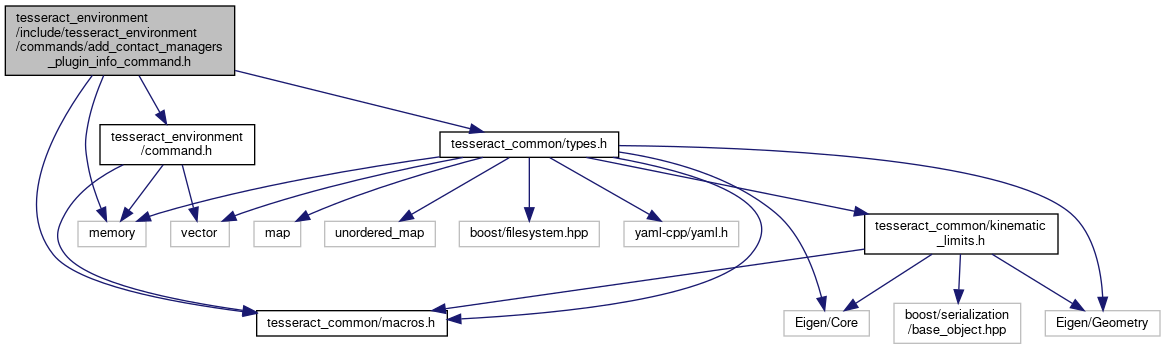 tesseract_environment
/include/tesseract_environment
/commands/add_contact_managers
_plugin_info_command.h
tesseract_environment
/command.h
tesseract_common/types.h
memory
vector
map
unordered_map
boost/filesystem.hpp
yaml-cpp/yaml.h
tesseract_common/kinematic
_limits.h
tesseract_common/macros.h
Eigen/Core
boost/serialization
/base_object.hpp
Eigen/Geometry